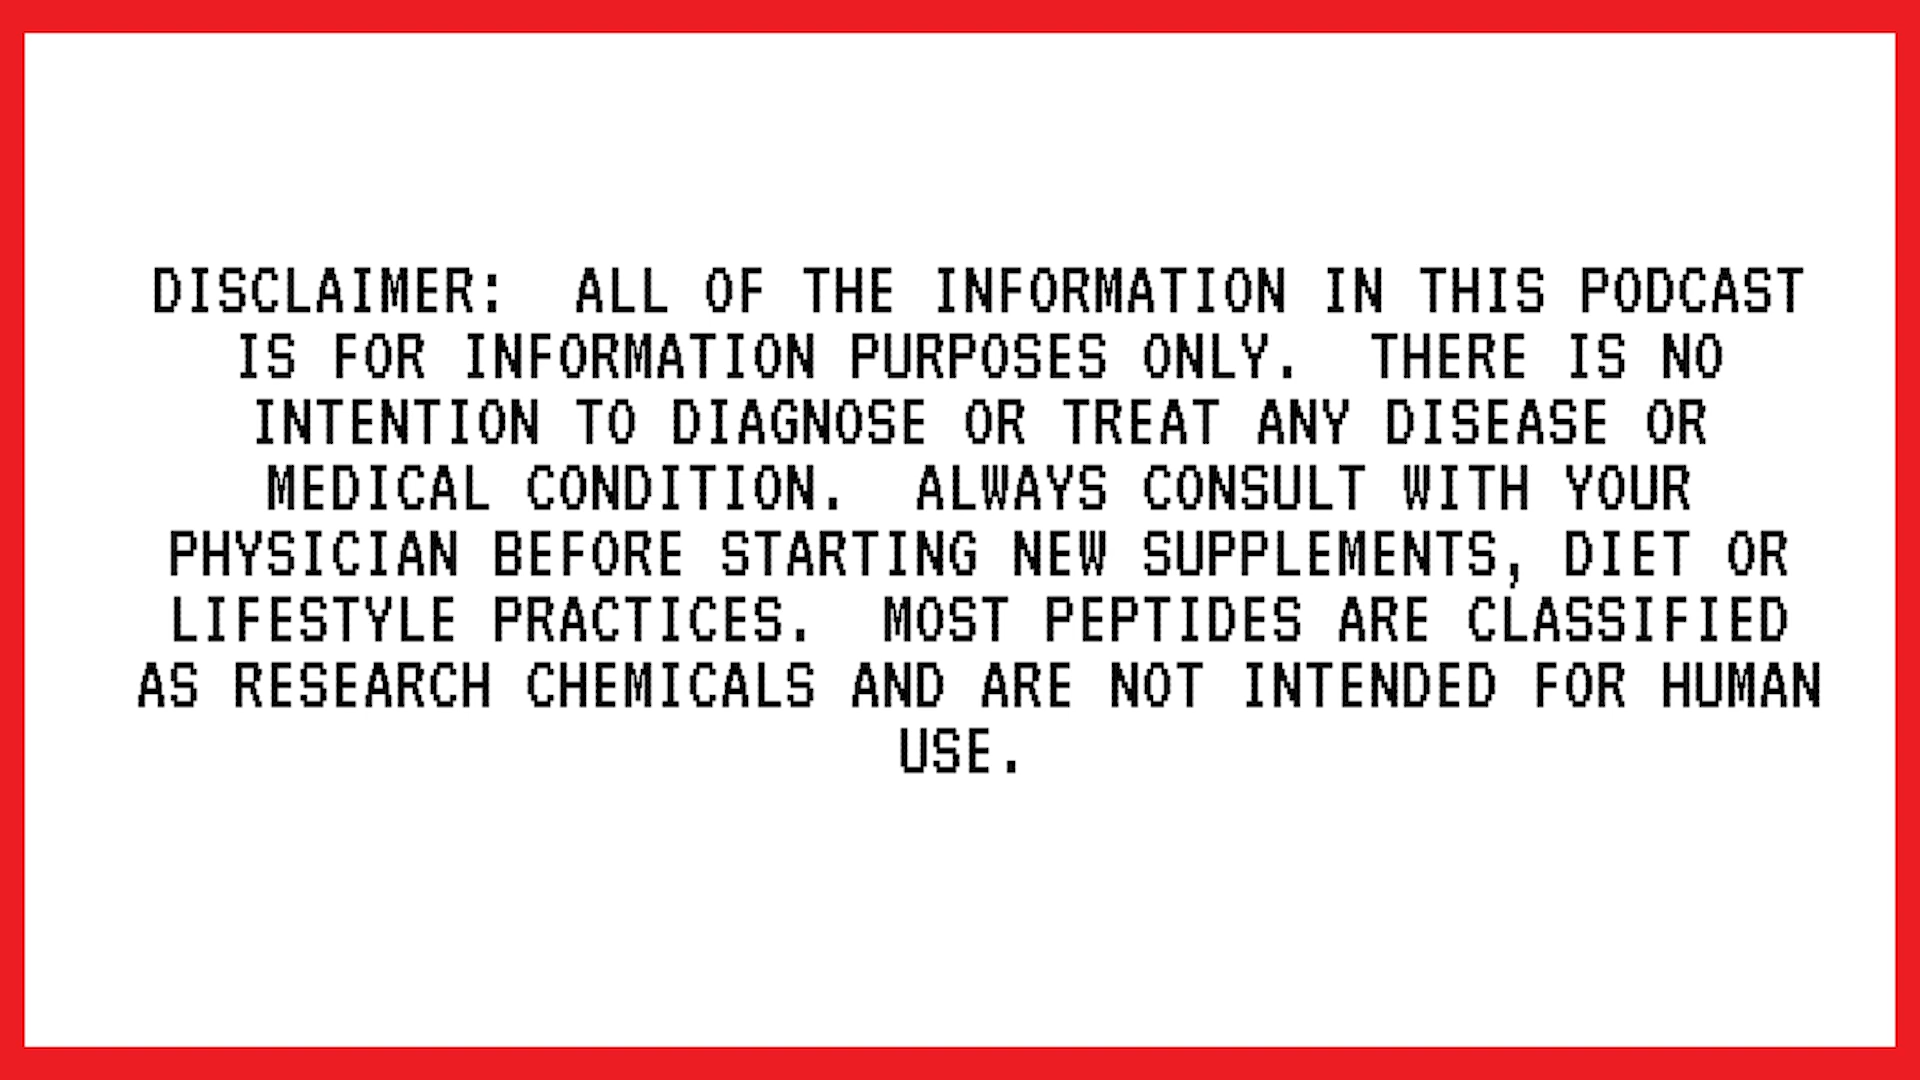 DISCLAIMER:  ALL OF THE INFORMATION IN THIS PODCAST
IS FOR INFORMATION PURPOSES ONLY.  THERE IS NO
INTENTION TO DIAGNOSE OR TREAT ANY DISEASE OR
MEDICAL CONDITION.  ALWAYS CONSULT WITH YOUR
PHYSICIAN BEFORE STARTING NEW SUPPLEMENTS, DIET OR
LIFESTYLE PRACTICES.  MOST PEPTIDES ARE CLASSIFIED
AS RESEARCH CHEMICALS AND ARE NOT INTENDED FOR HUMAN
USE.